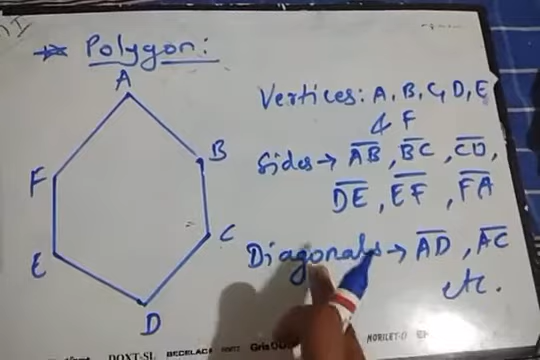 Polygon:
A
B
C
D
E
F
Vertices: A, B, C, D, E
& F
Sides → AB, BC, CD,
DE, EF, FA
Diagonals → AD, AC
etc.